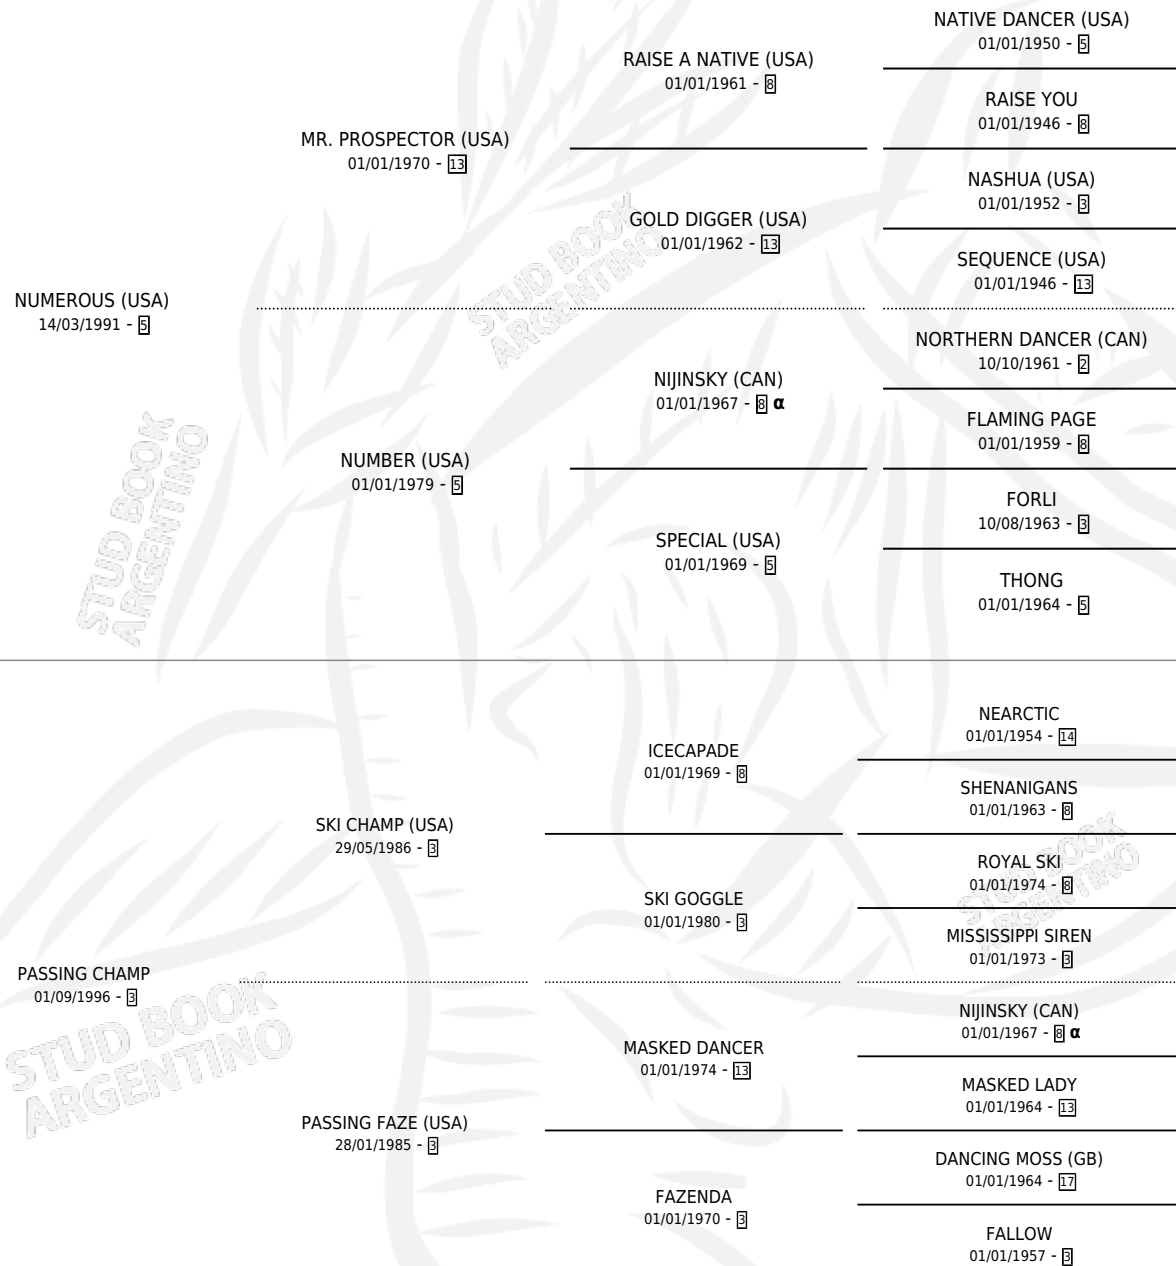 NATIVE DANCER (USA)
01/01/1950 - 5
RAISE A NATIVE (USA)
01/01/1961 - 8
RAISE YOU
01/01/1946 - 8
MR. PROSPECTOR (USA)
01/01/1970 - 13
NASHUA (USA)
01/01/1952 - 3
GOLD DIGGER (USA)
01/01/1962 - 13
SEQUENCE (USA)
01/01/1946 - 13
STUD BOOK
ARGENTINO
NUMEROUS (USA)
14/03/1991 - 5
NORTHERN DANCER (CAN)
10/10/1961 - 2
NIJINSKY (CAN)
01/01/1967 - 8 α
FLAMING PAGE
01/01/1959 - 8
NUMBER (USA)
01/01/1979 - 5
FORLI
10/08/1963 - 3
SPECIAL (USA)
01/01/1969 - 5
THONG
01/01/1964 - 5
STUD BOOK
ARGENTINO
NEARCTIC
01/01/1954 - 14
ICECAPADE
01/01/1969 - 8
SHENANIGANS
01/01/1963 - 8
SKI CHAMP (USA)
29/05/1986 - 3
ROYAL SKI
01/01/1974 - 8
SKI GOGGLE
01/01/1980 - 3
MISSISSIPPI SIREN
01/01/1973 - 3
STUD BOOK
ARGENTINO
PASSING CHAMP
01/09/1996 - 3
NIJINSKY (CAN)
01/01/1967 - 8 α
MASKED DANCER
01/01/1974 - 13
MASKED LADY
01/01/1964 - 13
PASSING FAZE (USA)
28/01/1985 - 3
DANCING MOSS (GB)
01/01/1964 - 17
FAZENDA
01/01/1970 - 3
FALLOW
01/01/1957 - 3
STUD BOOK
ARGENTINO